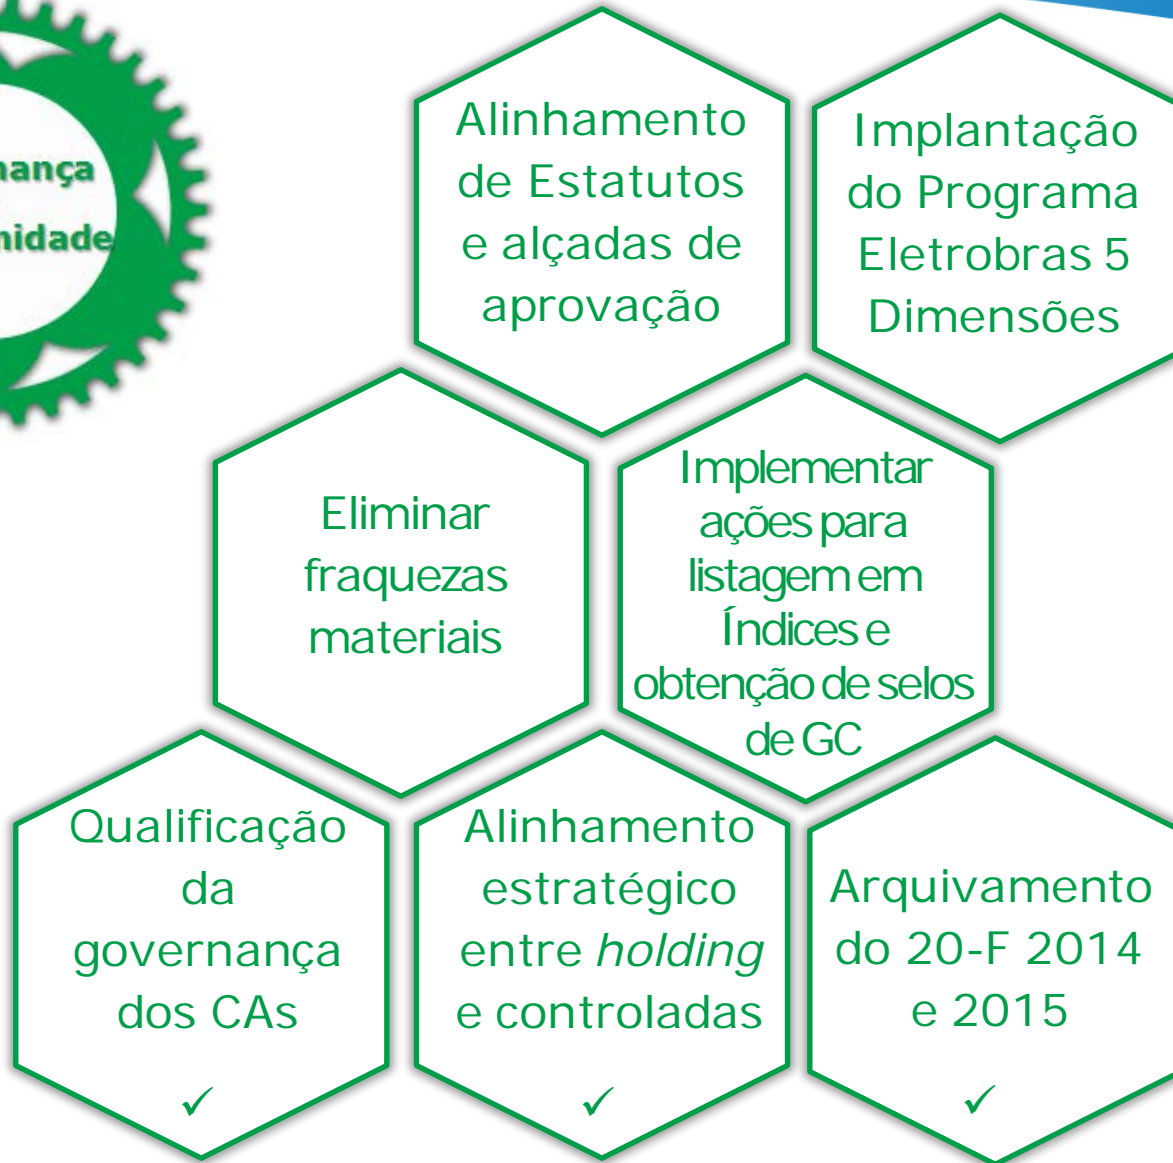 Alinhamento
de Estatutos
e alçadas de
aprovação
Implantação
do Programa
Eletrobras 5
Dimensões
Eliminar
fraquezas
materiais
Implementar
ações para
listagem em
Índices e
obtenção de selos
de GC
Qualificação
da
governança
dos CAs
✓
Alinhamento
estratégico
entre holding
e controladas
✓
Arquivamento
do 20-F 2014
e 2015
✓